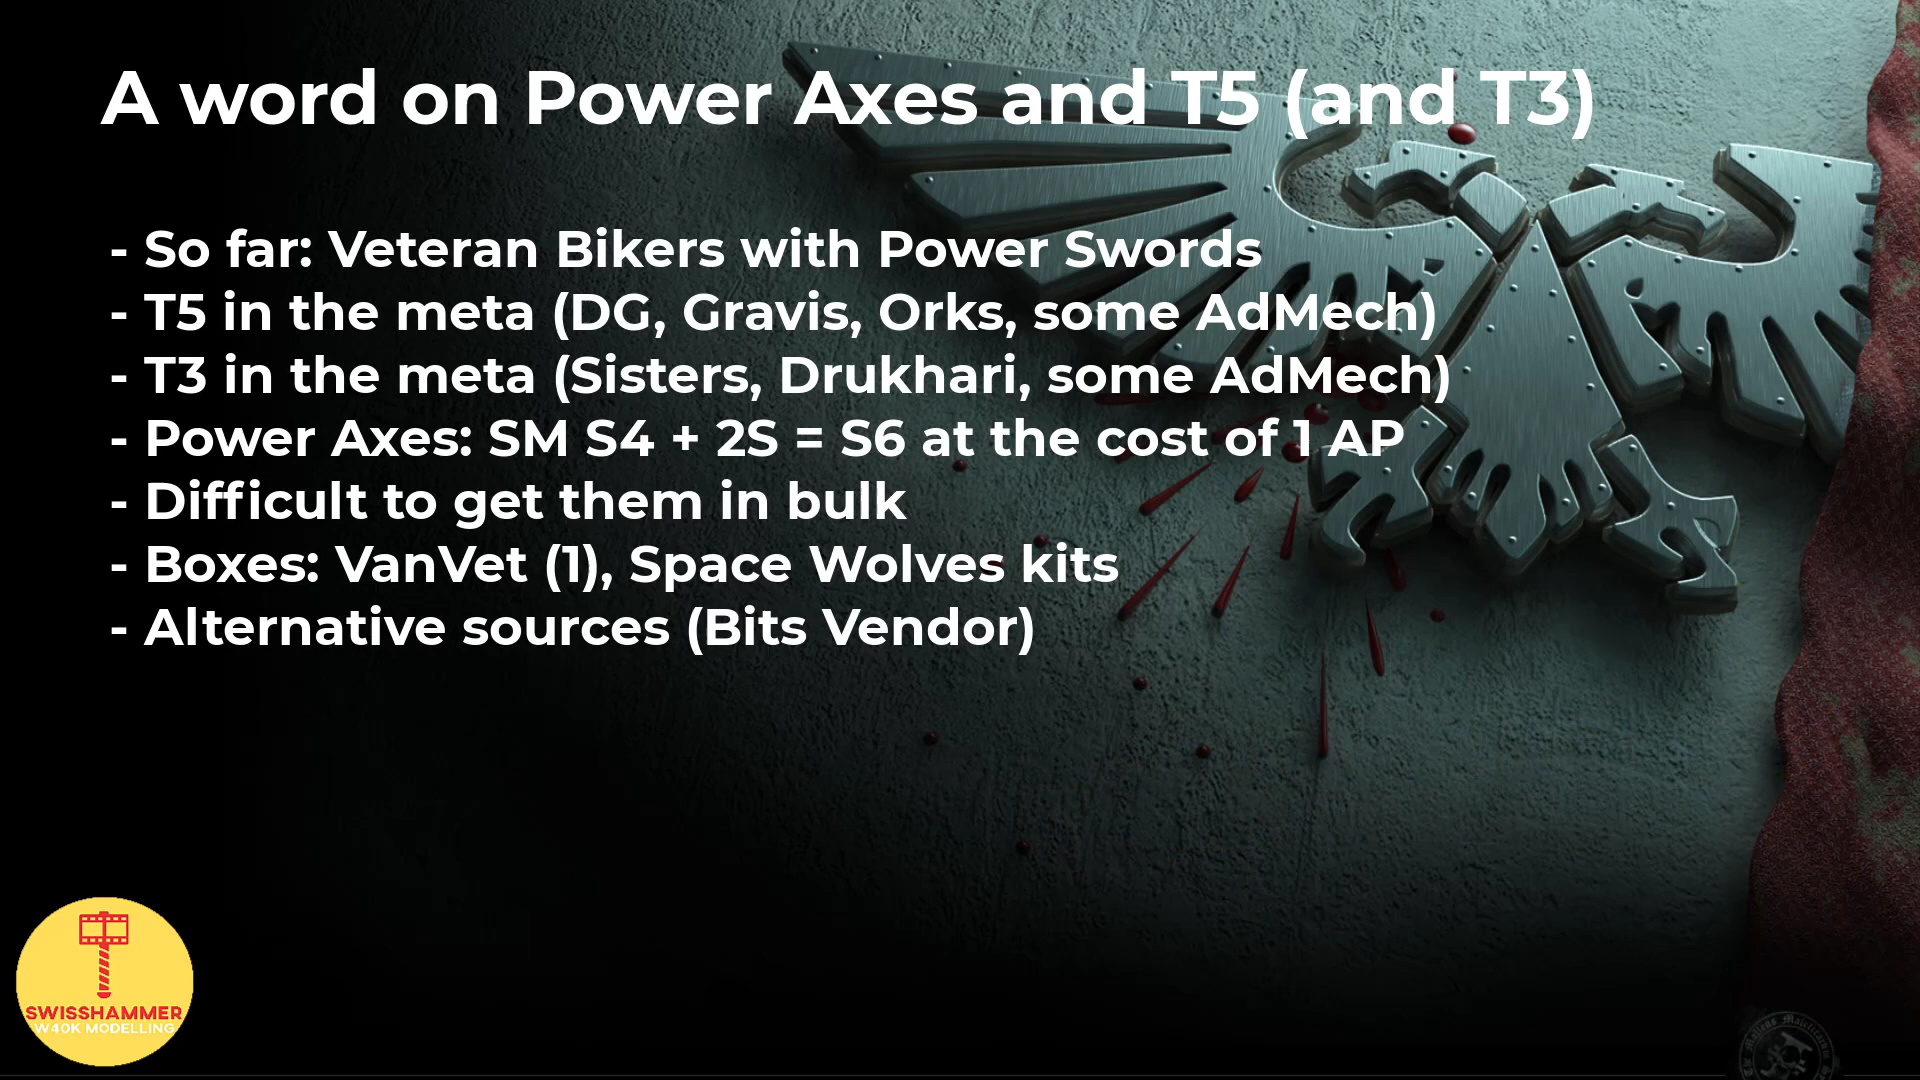 A word on Power Axes and T5 (and T3)
- So far: Veteran Bikers with Power Swords
- T5 in the meta (DG, Gravis, Orks, some AdMech)
- T3 in the meta (Sisters, Drukhari, some AdMech)
- Power Axes: SM S4 + 2S = S6 at the cost of 1 AP
- Difficult to get them in bulk
- Boxes: VanVet (1), Space Wolves kits
- Alternative sources (Bits Vendor)
SWISSHAMMER
W40K MODELLING